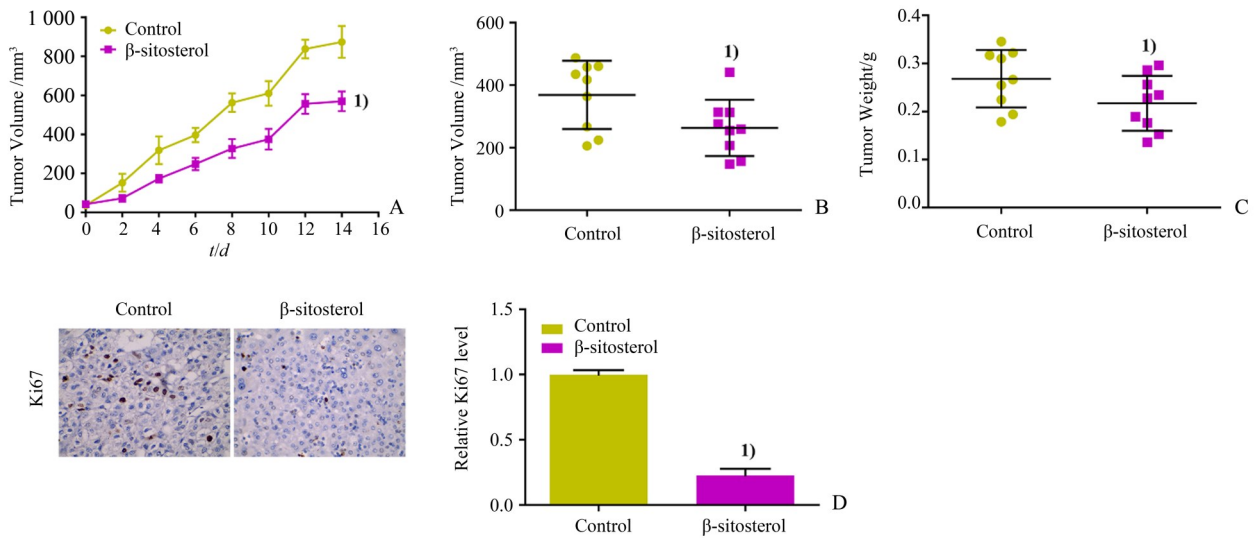 Tumor Volume /mm³
1 000
800
600
400
200
0
Control
β-sitosterol
1)
0 2 4 6 8 10 12 14 16
t/d
A
Tumor Volume /mm³
600
400
200
0
1)
Control β-sitosterol
B
Tumor Weight/g
0.4
0.3
0.2
0.1
0.0
1)
Control β-sitosterol
C
Control β-sitosterol
Ki67
Relative Ki67 level
1.5
1.0
0.5
0.0
Control
β-sitosterol
1)
Control β-sitosterol
D